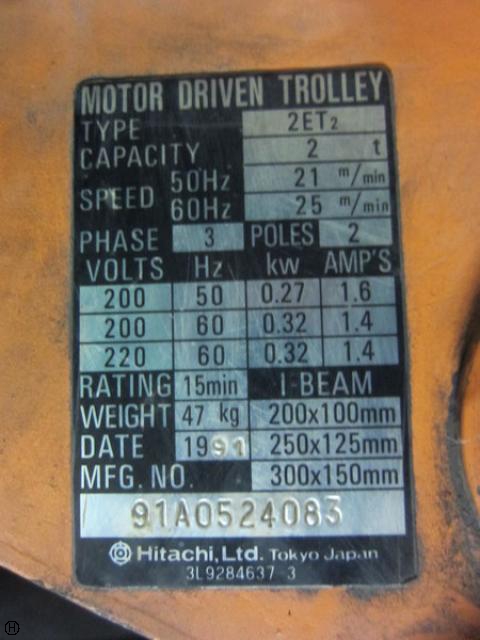 MOTOR DRIVEN TROLLEY
TYPE 2ET2
CAPACITY 2 t
SPEED 50Hz 21 m/min
60Hz 25 m/min
PHASE 3 POLES 2
VOLTS Hz kw AMP'S
200 50 0.27 1.6
200 60 0.32 1.4
220 60 0.32 1.4
RATING 15min I-BEAM
WEIGHT 47 kg 200x100mm
DATE 1991 250x125mm
MFG. NO. 300x150mm
91A0524083
Hitachi, Ltd. Tokyo Japan
3L9284637-3
H